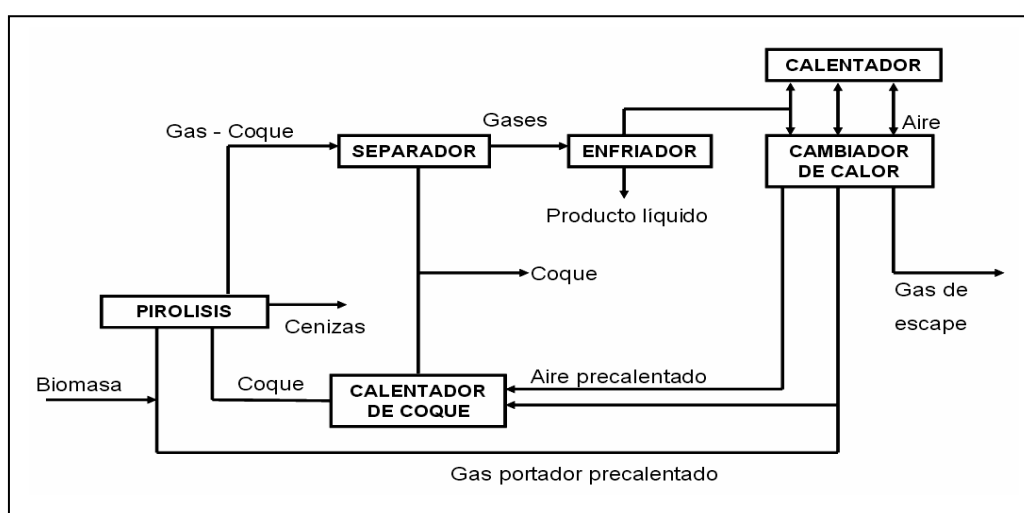 CALENTADOR
Gases
Aire
Gas - Coque
SEPARADOR
ENFRIADOR
CAMBIADOR
DE CALOR
Producto líquido
Coque
PIROLISIS
Cenizas
Gas de
escape
Biomasa
Coque
CALENTADOR
DE COQUE
Aire precalentado
Gas portador precalentado